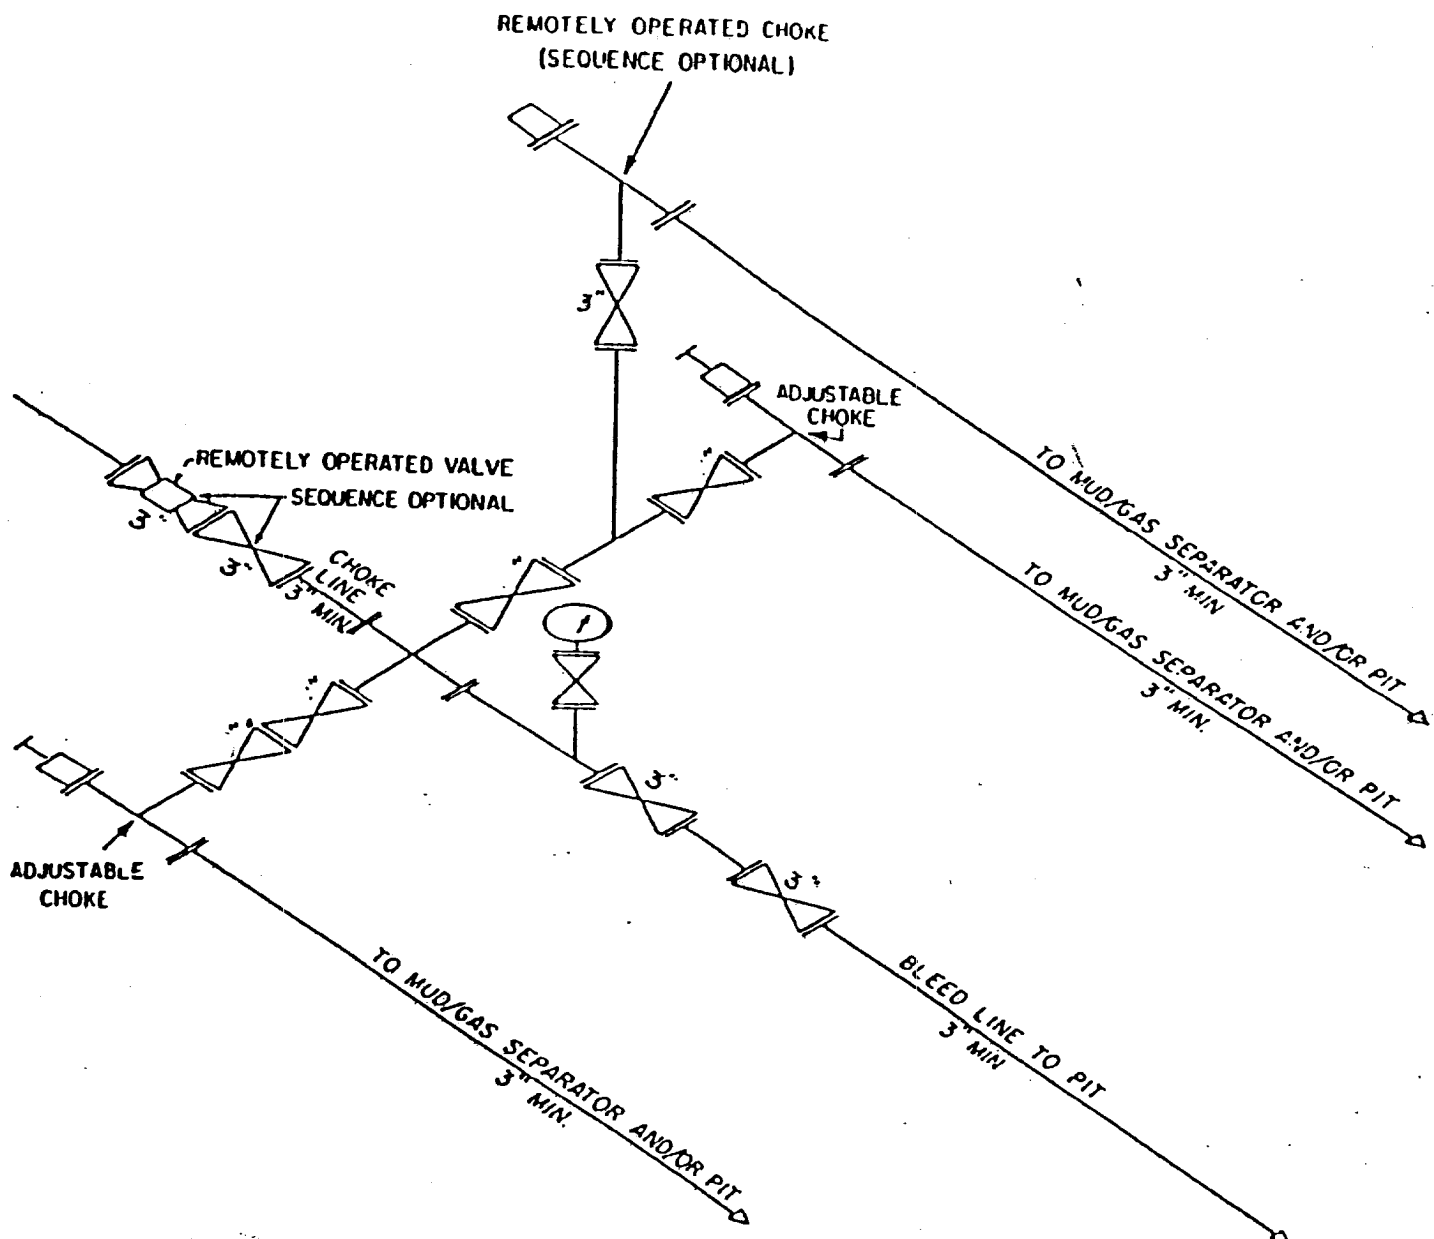 REMOTELY OPERATED CHOKE
(SEQUENCE OPTIONAL)
3"
ADJUSTABLE
CHOKE
REMOTELY OPERATED VALVE
SEQUENCE OPTIONAL
3"
3"
CHOKE
LINE
3" MIN.
TO MUD/GAS SEPARATOR AND/OR PIT
3" MIN
TO MUD/GAS SEPARATOR AND/OR PIT
3" MIN.
3"
3"
ADJUSTABLE
CHOKE
BLEED LINE TO PIT
3" MIN
TO MUD/GAS SEPARATOR AND/OR PIT
3" MIN.